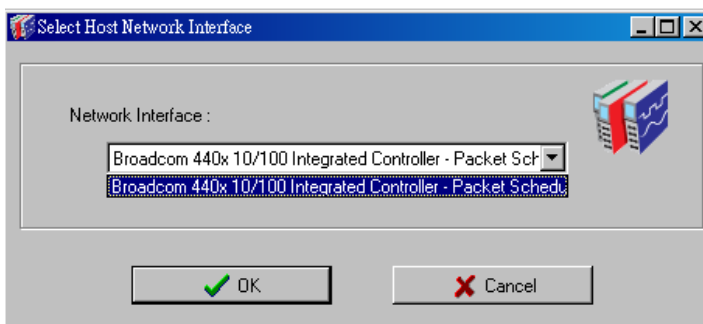 Select Host Network Interface
Network Interface :
Broadcom 440x 10/100 Integrated Controller - Packet Sch
Broadcom 440x 10/100 Integrated Controller - Packet Schedu
OK
Cancel